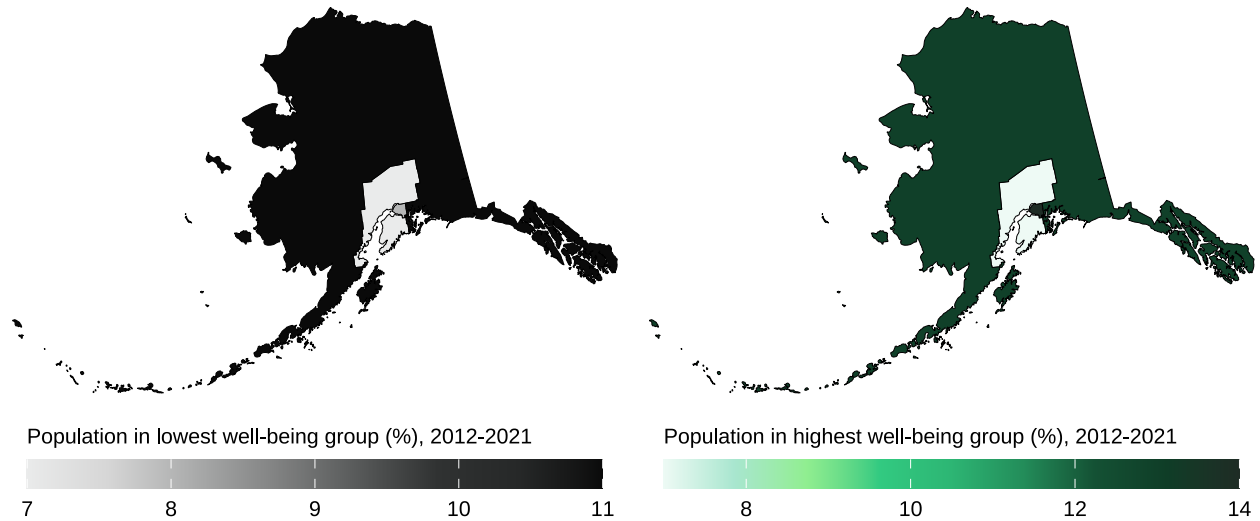 Population in lowest well-being group (%), 2012-2021
7 8 9 10 11
Population in highest well-being group (%), 2012-2021
8 10 12 14